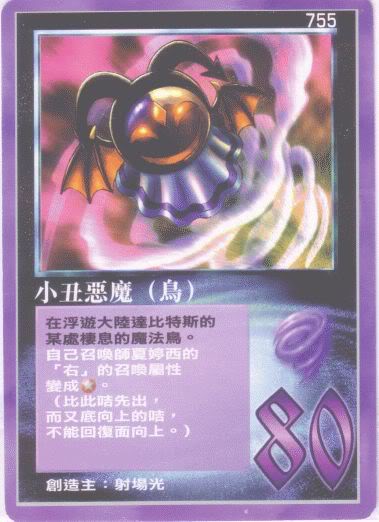 755
小丑惡魔（鳥）
在浮遊大陸達比特斯的
某處棲息的魔法鳥。
自己召喚師夏婷西的
「右」的召喚屬性
變成⭐。
（比此咭先出，
而又底向上的咭，
不能回復面向上。）
80
創造主：射場光